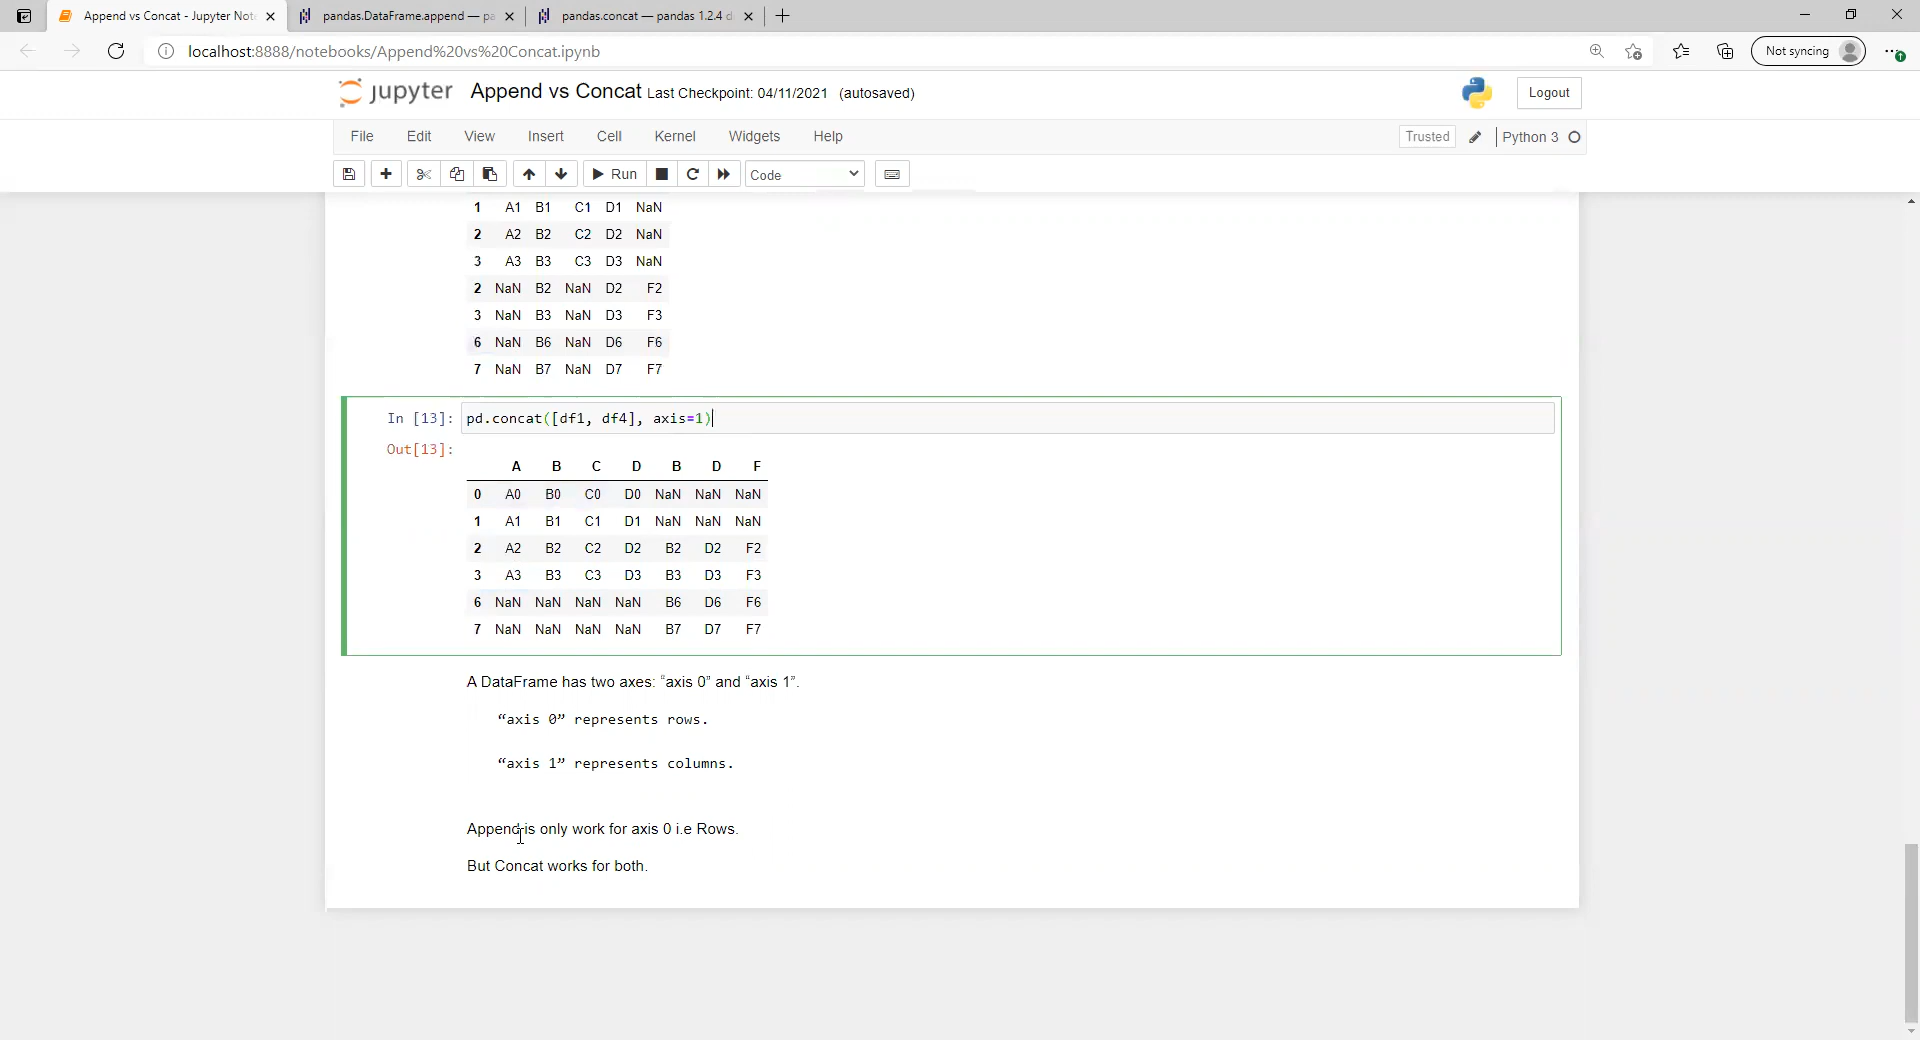 Append vs Concat - Jupyter Not
pandas.DataFrame.append — pa
pandas.concat — pandas 1.2.4 d
localhost:8888/notebooks/Append%20vs%20Concat.ipynb
Not syncing
jupyter Append vs Concat Last Checkpoint: 04/11/2021 (autosaved)
Logout
File Edit View Insert Cell Kernel Widgets Help
Trusted Python 3
Run Code
1 A1 B1 C1 D1 NaN
2 A2 B2 C2 D2 NaN
3 A3 B3 C3 D3 NaN
2 NaN B2 NaN D2 F2
3 NaN B3 NaN D3 F3
6 NaN B6 NaN D6 F6
7 NaN B7 NaN D7 F7
In [13]: pd.concat([df1, df4], axis=1)
Out[13]:
A B C D B D F
0 A0 B0 C0 D0 NaN NaN NaN
1 A1 B1 C1 D1 NaN NaN NaN
2 A2 B2 C2 D2 B2 D2 F2
3 A3 B3 C3 D3 B3 D3 F3
6 NaN NaN NaN NaN B6 D6 F6
7 NaN NaN NaN NaN B7 D7 F7
A DataFrame has two axes: “axis 0” and “axis 1”.
“axis 0” represents rows.
“axis 1” represents columns.
Append is only work for axis 0 i.e Rows.
But Concat works for both.